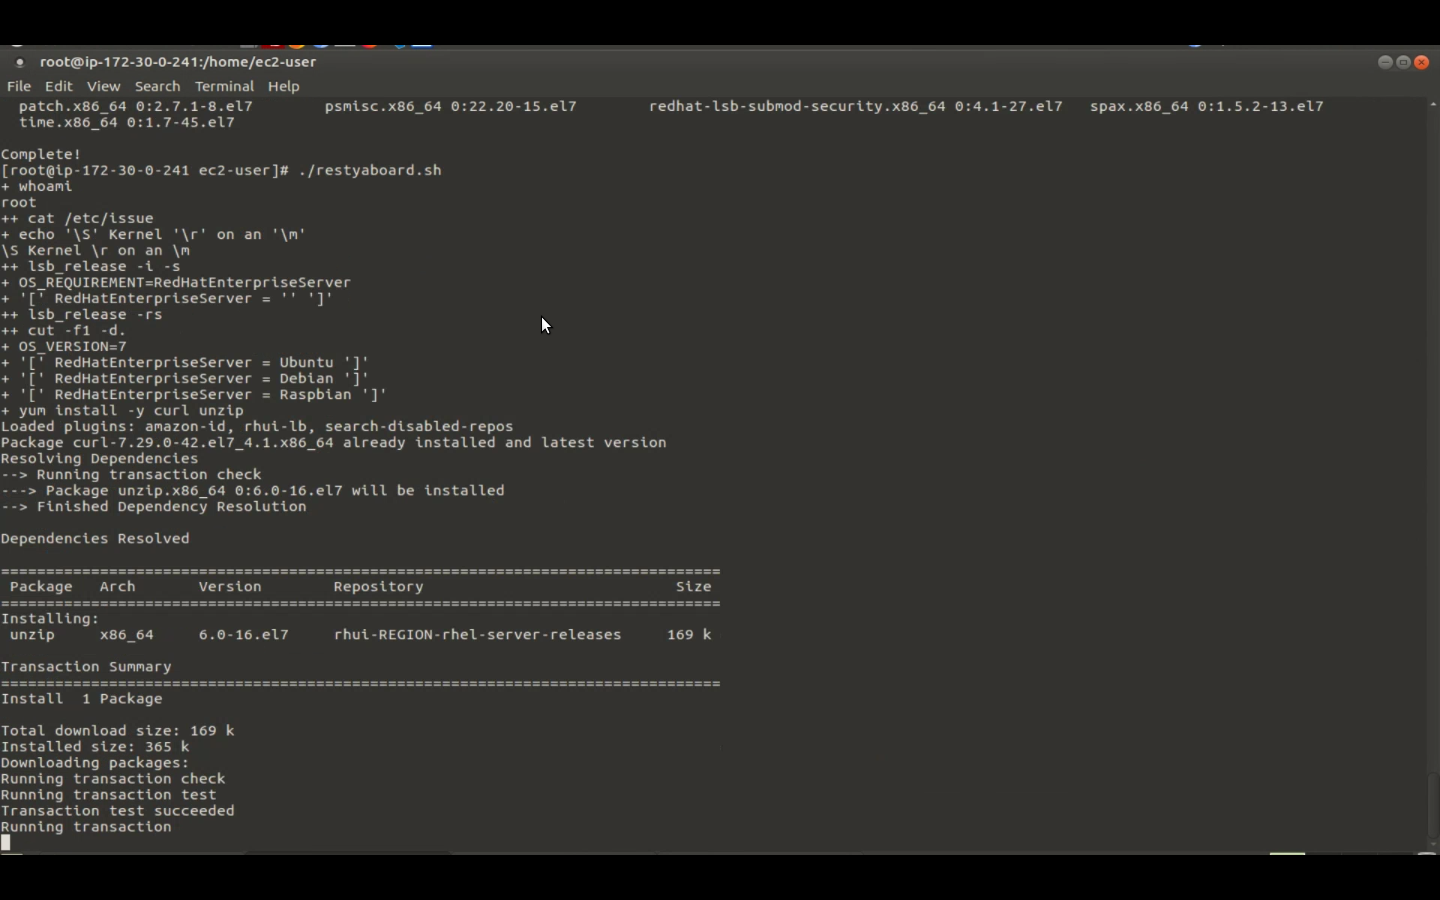 root@ip-172-30-0-241:/home/ec2-user
File Edit View Search Terminal Help
patch.x86_64 0:2.7.1-8.el7 psmisc.x86_64 0:22.20-15.el7 redhat-lsb-submod-security.x86_64 0:4.1-27.el7 spax.x86_64 0:1.5.2-13.el7
time.x86_64 0:1.7-45.el7
Complete!
[root@ip-172-30-0-241 ec2-user]# ./restyaboard.sh
+ whoami
root
++ cat /etc/issue
+ echo '\S' Kernel '\r' on an '\m'
\S Kernel \r on an \m
++ lsb_release -i -s
+ OS_REQUIREMENT=RedHatEnterpriseServer
+ '[' RedHatEnterpriseServer = '' ']'
++ lsb_release -rs
++ cut -f1 -d.
+ OS_VERSION=7
+ '[' RedHatEnterpriseServer = Ubuntu ']'
+ '[' RedHatEnterpriseServer = Debian ']'
+ '[' RedHatEnterpriseServer = Raspbian ']'
+ yum install -y curl unzip
Loaded plugins: amazon-id, rhui-lb, search-disabled-repos
Package curl-7.29.0-42.el7_4.1.x86_64 already installed and latest version
Resolving Dependencies
--> Running transaction check
---> Package unzip.x86_64 0:6.0-16.el7 will be installed
--> Finished Dependency Resolution
Dependencies Resolved
================================================================================
Package Arch Version Repository Size
================================================================================
Installing:
unzip x86_64 6.0-16.el7 rhui-REGION-rhel-server-releases 169 k
Transaction Summary
================================================================================
Install 1 Package
Total download size: 169 k
Installed size: 365 k
Downloading packages:
Running transaction check
Running transaction test
Transaction test succeeded
Running transaction